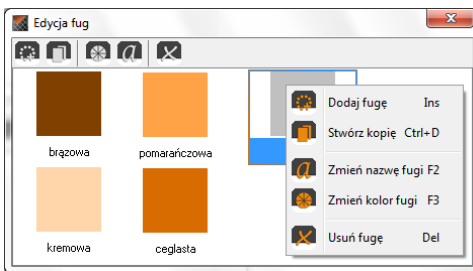 Edycja fug
brązowa
pomarańczowa
kremowa
ceglasta
Dodaj fugę Ins
Stwórz kopię Ctrl+D
Zmień nazwę fugi F2
Zmień kolor fugi F3
Usuń fugę Del